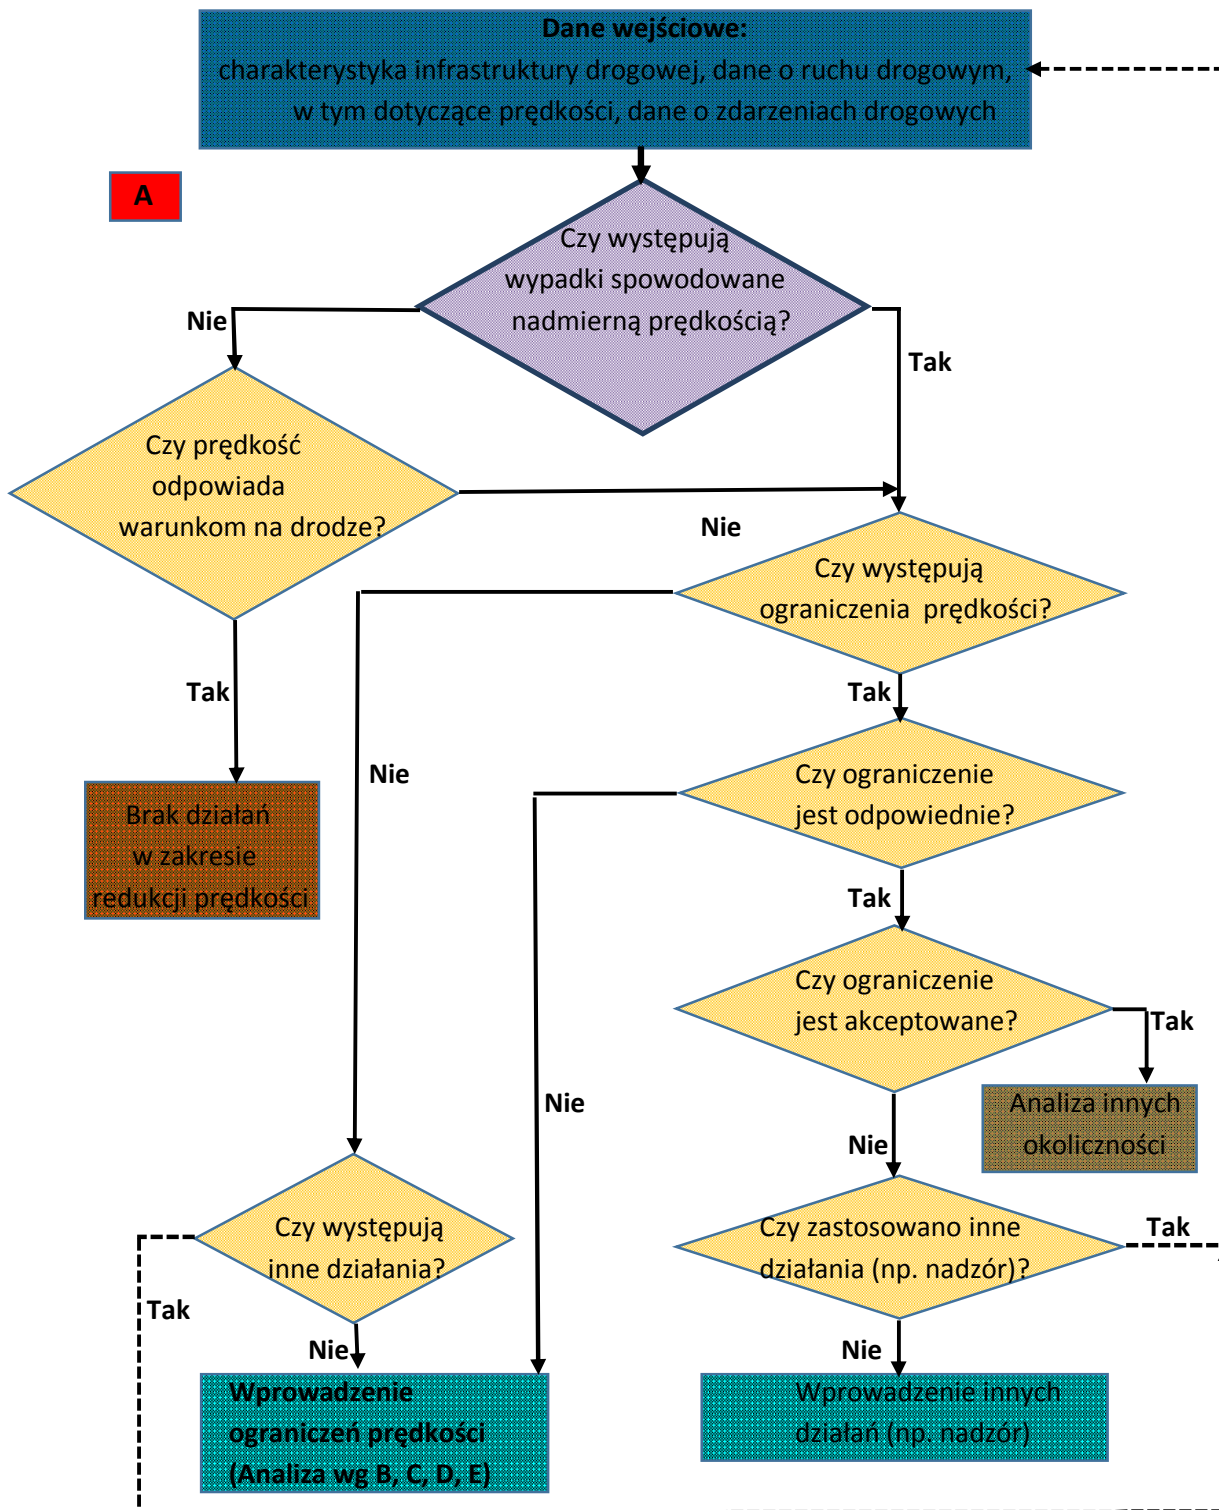 Dane wejściowe:
charakterystyka infrastruktury drogowej, dane o ruchu drogowym,
w tym dotyczące prędkości, dane o zdarzeniach drogowych
A
Czy występują
wypadki spowodowane
nadmierną prędkością?
Nie
Tak
Czy prędkość
odpowiada
warunkom na drodze?
Nie
Czy występują
ograniczenia prędkości?
Tak
Tak
Nie
Czy ograniczenie
jest odpowiednie?
Brak działań
w zakresie
redukcji prędkości
Tak
Czy ograniczenie
jest akceptowane?
Tak
Nie
Analiza innych
okoliczności
Nie
Czy występują
inne działania?
Czy zastosowano inne
działania (np. nadzór)?
Tak
Tak
Nie
Nie
Wprowadzenie
ograniczeń prędkości
(Analiza wg B, C, D, E)
Wprowadzenie innych
działań (np. nadzór)